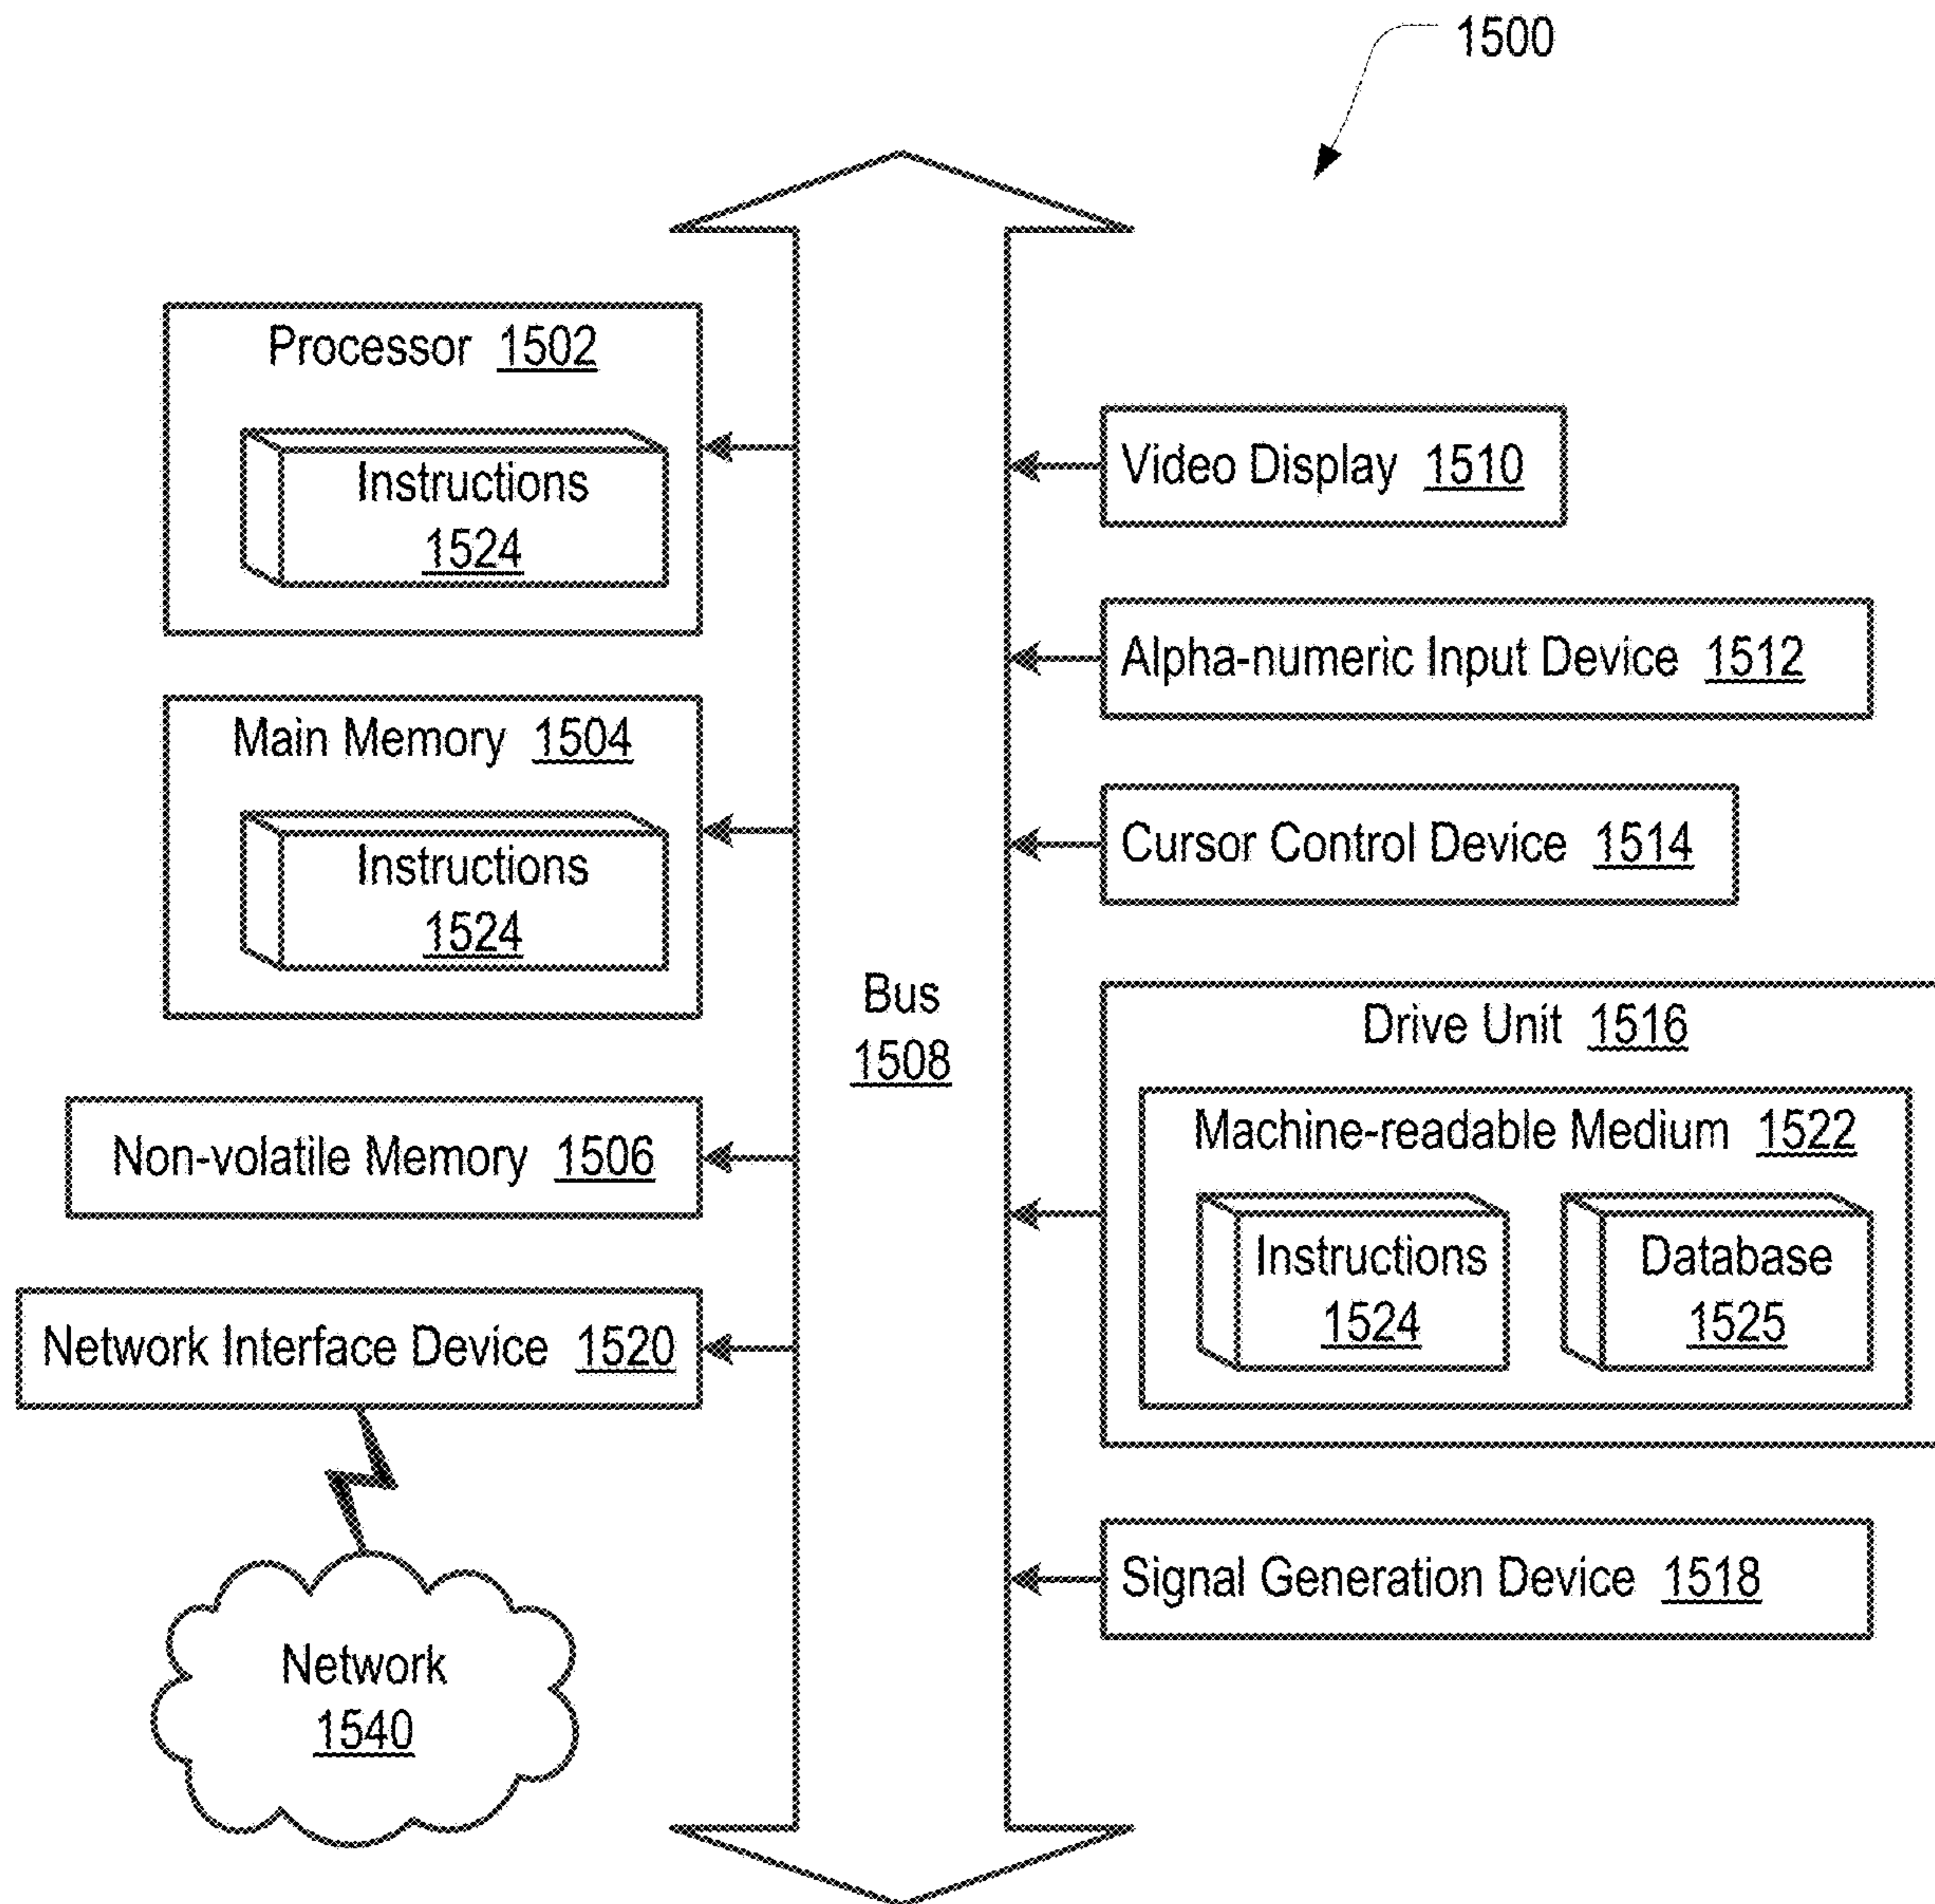 1500
Processor 1502
Instructions
1524
Main Memory 1504
Instructions
1524
Non-volatile Memory 1506
Network Interface Device 1520
Network
1540
Bus
1508
Video Display 1510
Alpha-numeric Input Device 1512
Cursor Control Device 1514
Drive Unit 1516
Machine-readable Medium 1522
Instructions
1524
Database
1525
Signal Generation Device 1518